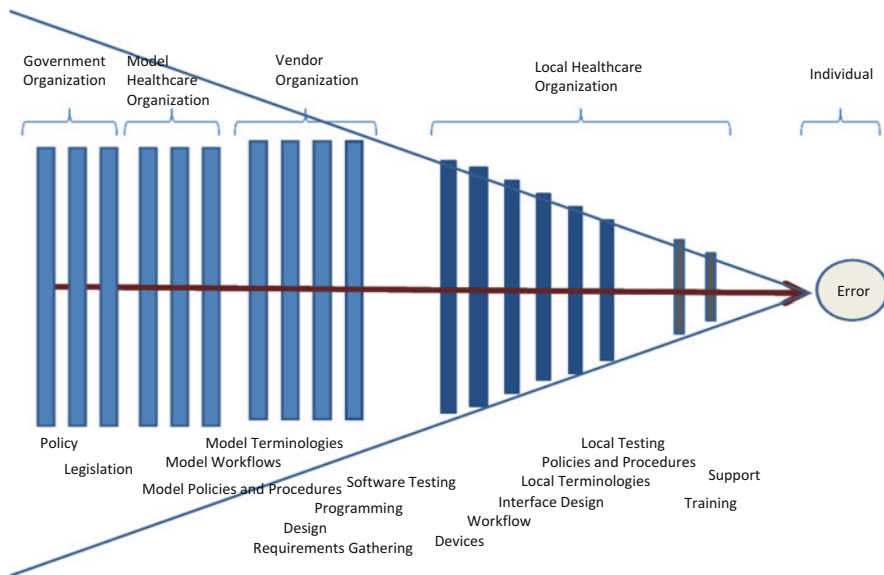 Government
Organization
Model
Healthcare
Organization
Vendor
Organization
Local Healthcare
Organization
Individual
Error
Policy
Legislation
Model Terminologies
Model Workflows
Model Policies and Procedures
Software Testing
Programming
Design
Requirements Gathering
Local Testing
Policies and Procedures
Local Terminologies
Interface Design
Workflow
Devices
Support
Training